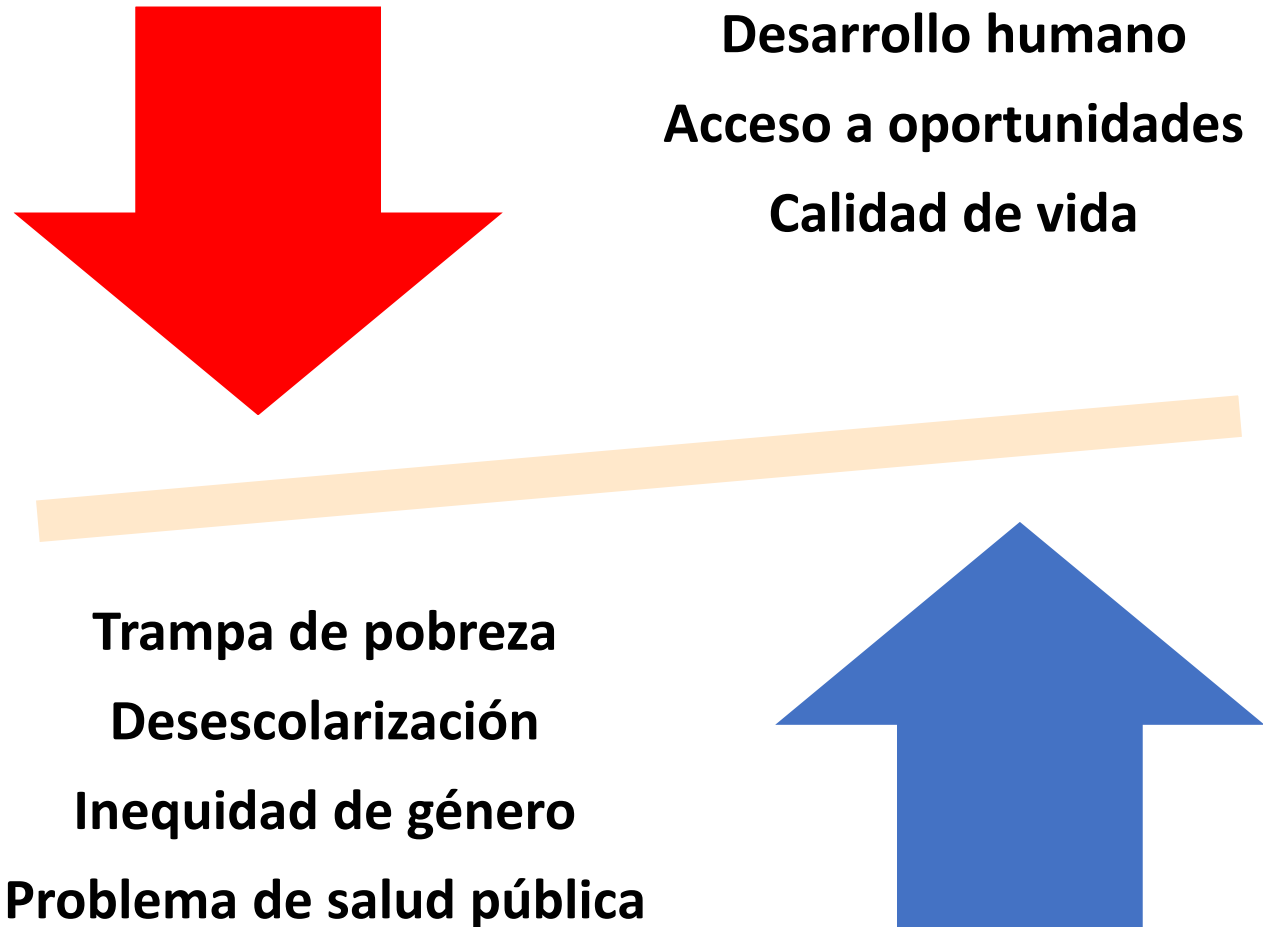 Desarrollo humano
Acceso a oportunidades
Calidad de vida
Trampa de pobreza
Desescolarización
Inequidad de género
Problema de salud pública